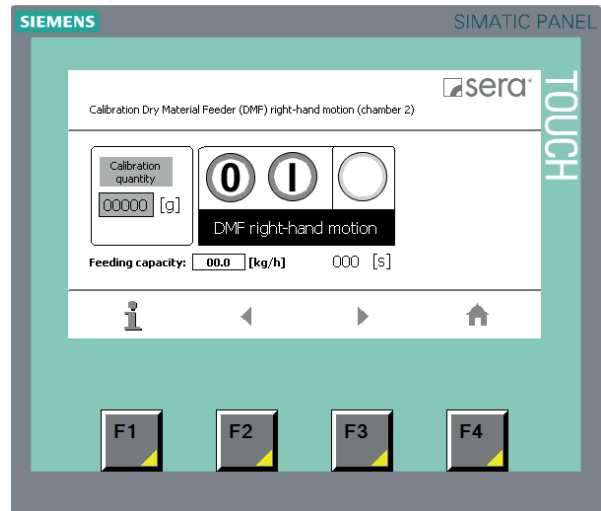 SIEMENS
SIMATIC PANEL
TOUCH
sera
Calibration Dry Material Feeder (DMF) right-hand motion (chamber 2)
Calibration
quantity
00000 [g]
0 I
DMF right-hand motion
Feeding capacity: 00.0 [kg/h] 000 [s]
i
F1 F2 F3 F4